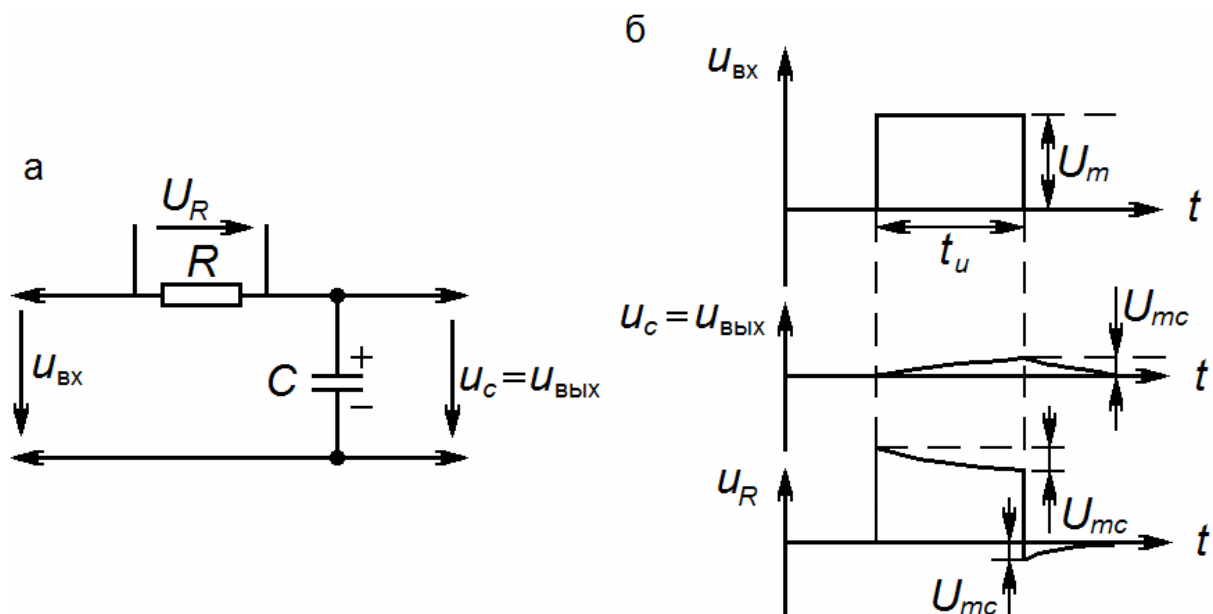 а
U_R
R
u_вх
C
+
−
u_c = u_вых
б
u_вх
U_m
t
t_и
u_c = u_вых
U_mc
t
u_R
U_mc
t
U_mc